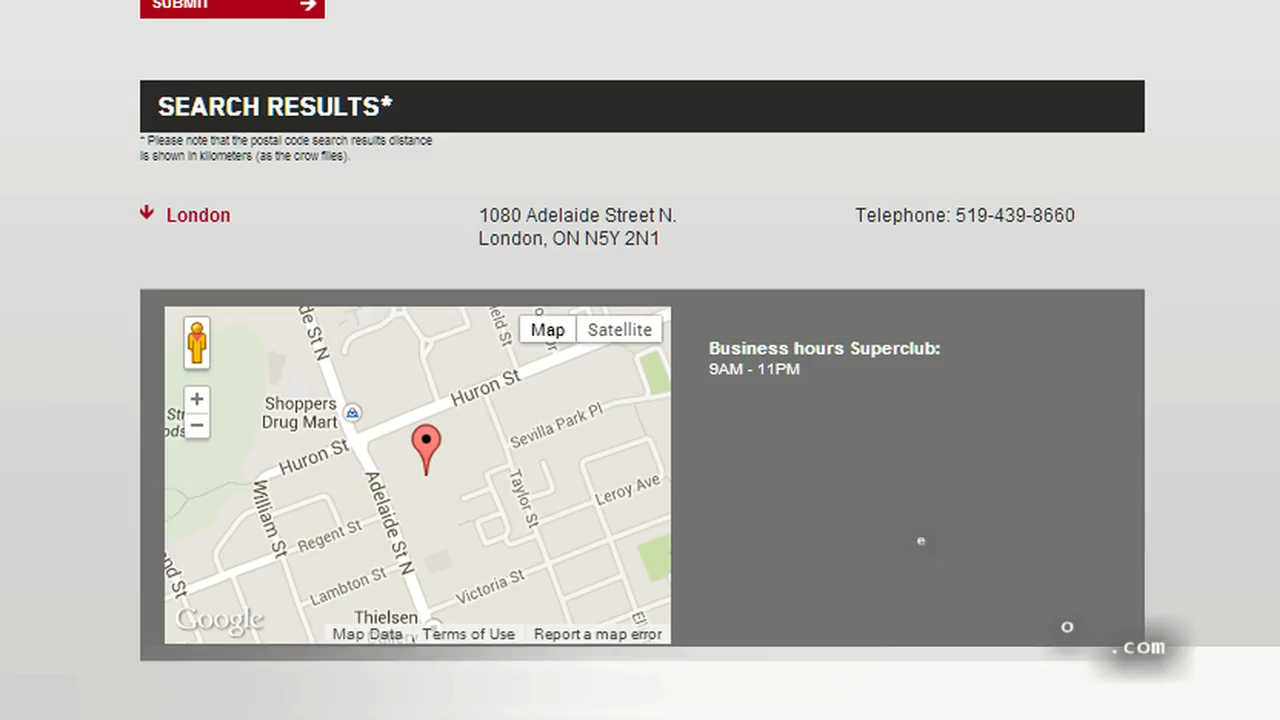 SUBMIT
SEARCH RESULTS*
* Please note that the postal code search results distance
is shown in kilometers (as the crow flies).
London
1080 Adelaide Street N.
London, ON N5Y 2N1
Telephone: 519-439-8660
Map
Satellite
Business hours Superclub:
9AM - 11PM
de St N
Huron St
Shoppers
Drug Mart
Sevilla Park Pl
Huron St
Adelaide St N
Taylor St
Leroy Ave
William St
Regent St
Lambton St
Victoria St
Google
Thielsen
Map Data
Terms of Use
Report a map error
e
o
.com